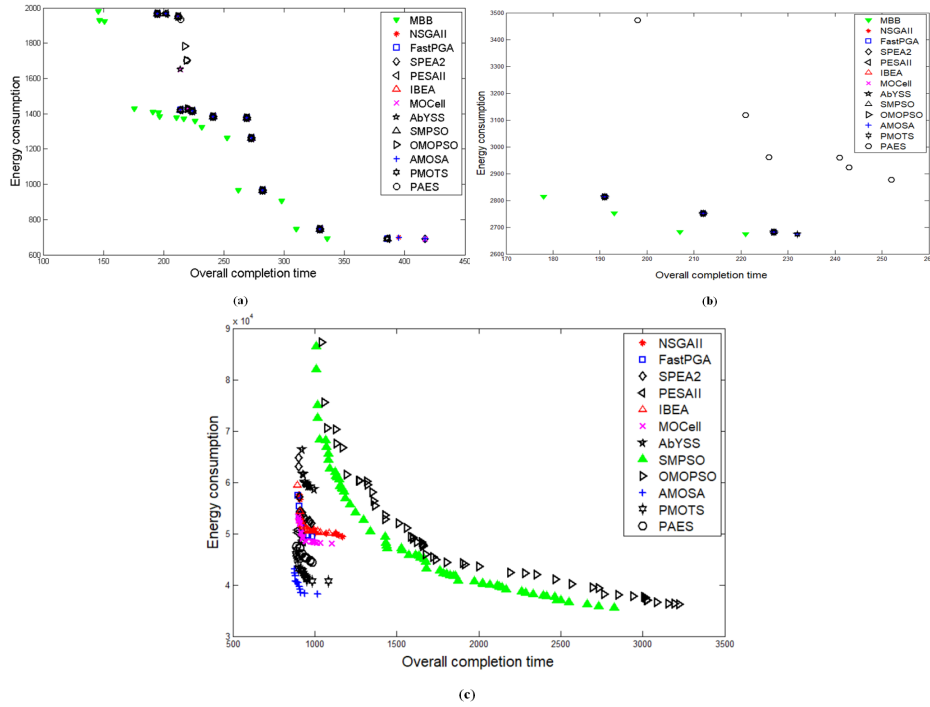 2000
1800
1600
1400
1200
1000
800
600
Energy consumption
100
150
200
250
300
350
400
450
Overall completion time
MBB
NSGAII
FastPGA
SPEA2
PESAII
IBEA
MOCell
AbYSS
SMPSO
OMOPSO
AMOSA
PMOTS
PAES
(a)
3500
3400
3300
3200
3100
3000
2900
2800
2700
2600
Energy consumption
170
180
190
200
210
220
230
240
250
260
Overall completion time
MBB
NSGAII
FastPGA
SPEA2
PESAII
IBEA
MOCell
AbYSS
SMPSO
OMOPSO
AMOSA
PMOTS
PAES
(b)
x 10^4
9
8
7
6
5
4
3
Energy consumption
500
1000
1500
2000
2500
3000
3500
Overall completion time
NSGAII
FastPGA
SPEA2
PESAII
IBEA
MOCell
AbYSS
SMPSO
OMOPSO
AMOSA
PMOTS
PAES
(c)